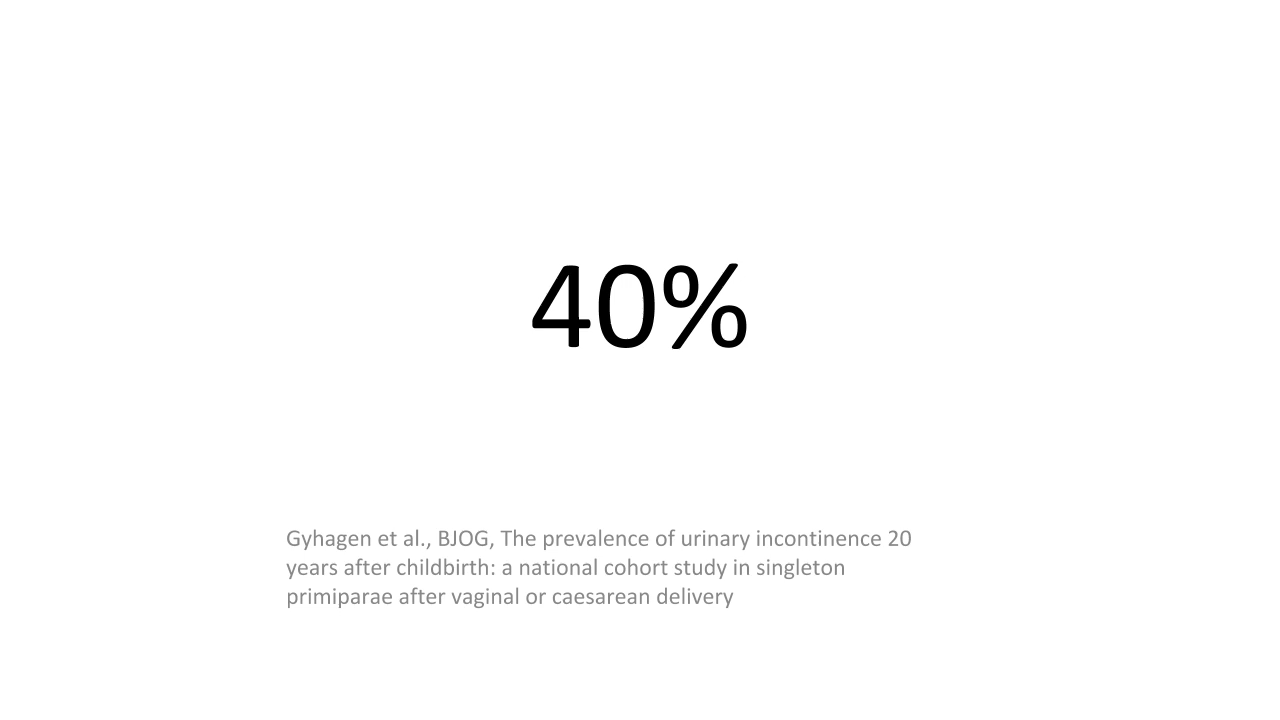 40%
Gyhagen et al., BJOG, The prevalence of urinary incontinence 20
years after childbirth: a national cohort study in singleton
primiparae after vaginal or caesarean delivery